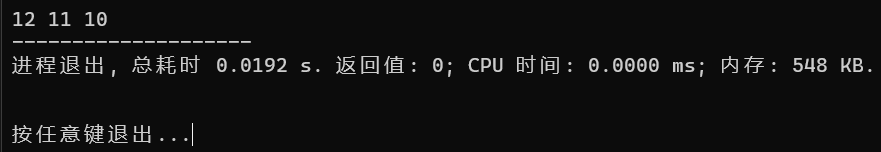 12 11 10
--------------------
进程退出, 总耗时 0.0192 s. 返回值: 0; CPU 时间: 0.0000 ms; 内存: 548 KB.
按任意键退出...